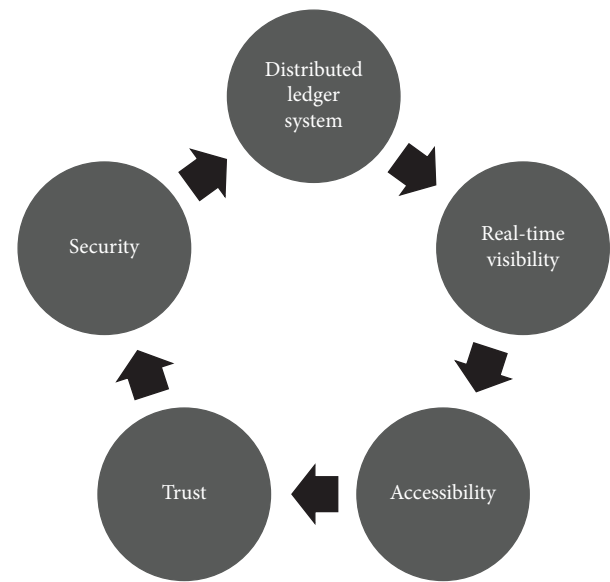 Distributed
ledger
system
Real-time
visibility
Accessibility
Trust
Security